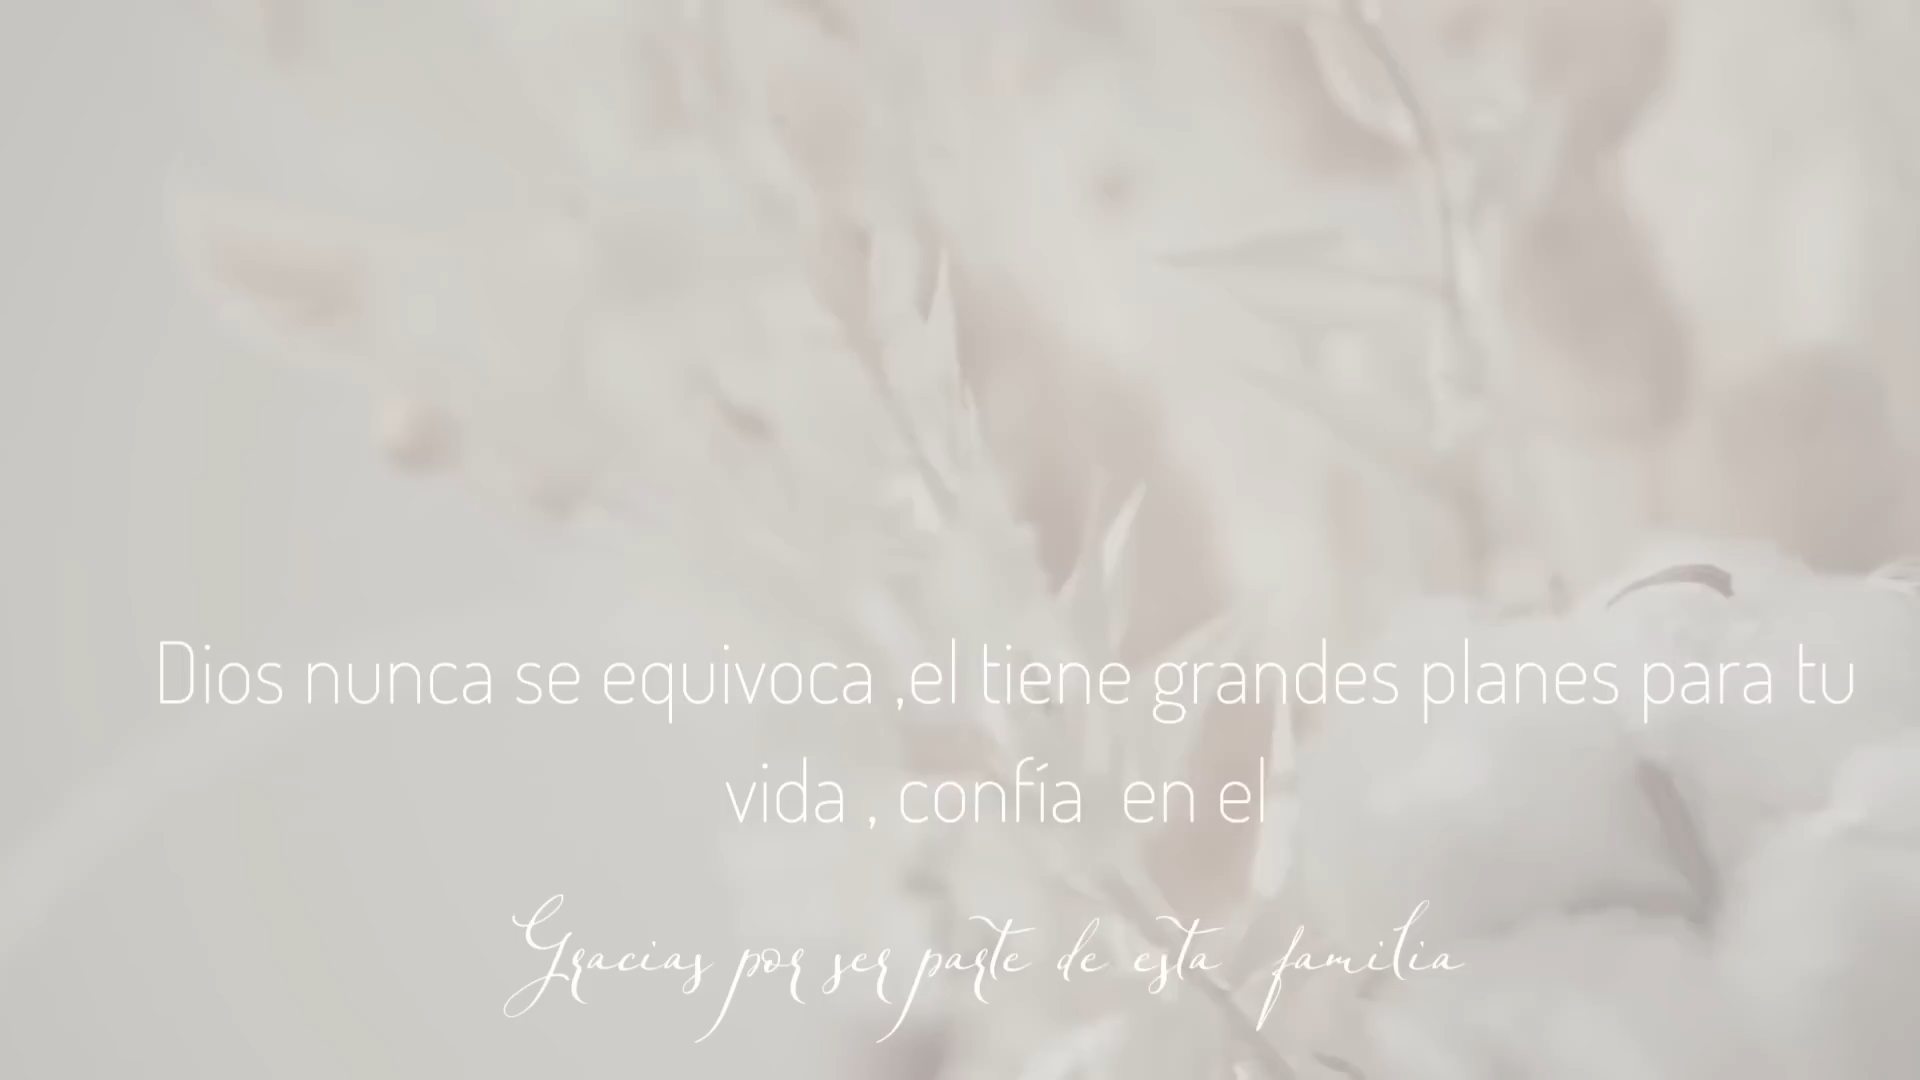 Dios nunca se equivoca ,el tiene grandes planes para tu
vida , confía  en el
Gracias por ser parte de esta  familia